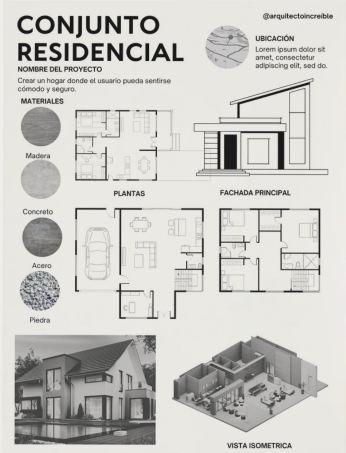 @arquitectoincreible
CONJUNTO
RESIDENCIAL
NOMBRE DEL PROYECTO
Crear un hogar donde el usuario pueda sentirse
cómodo y seguro.
UBICACIÓN
Lorem ipsum dolor sit
amet, consectetur
adipiscing elit, sed do.
MATERIALES
Madera
Concreto
Acero
Piedra
PLANTAS
FACHADA PRINCIPAL
VISTA ISOMETRICA